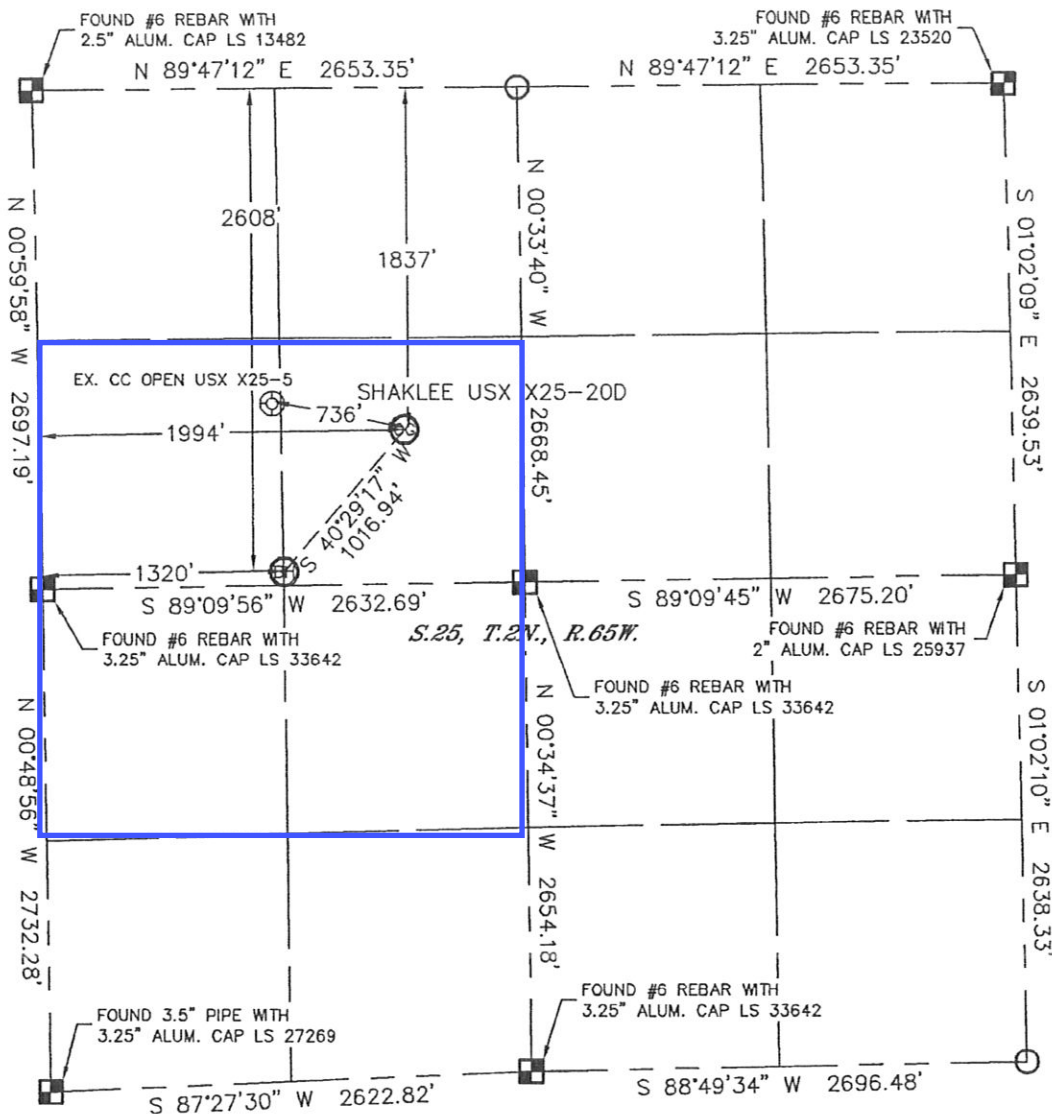 FOUND #6 REBAR WITH
2.5" ALUM. CAP LS 13482
FOUND #6 REBAR WITH
3.25" ALUM. CAP LS 23520
N 89°47'12" E 2653.35'
N 89°47'12" E 2653.35'
N 00°59'58" W 2697.19'
2608'
1837'
N 00°33'40" W 2668.45'
S 01°02'09" E 2639.53'
EX. CC OPEN USX X25-5
SHAKLEE USX X25-20D
736'
1994'
S 40°29'17" W
1016.94'
1320'
S 89°09'56" W 2632.69'
S 89°09'45" W 2675.20'
S.25, T.2N., R.65W.
FOUND #6 REBAR WITH
3.25" ALUM. CAP LS 33642
FOUND #6 REBAR WITH
2" ALUM. CAP LS 25937
FOUND #6 REBAR WITH
3.25" ALUM. CAP LS 33642
N 00°48'56" W 2732.28'
N 00°34'37" W 2654.18'
S 01°02'10" E 2638.33'
FOUND 3.5" PIPE WITH
3.25" ALUM. CAP LS 27269
FOUND #6 REBAR WITH
3.25" ALUM. CAP LS 33642
S 87°27'30" W 2622.82'
S 88°49'34" W 2696.48'